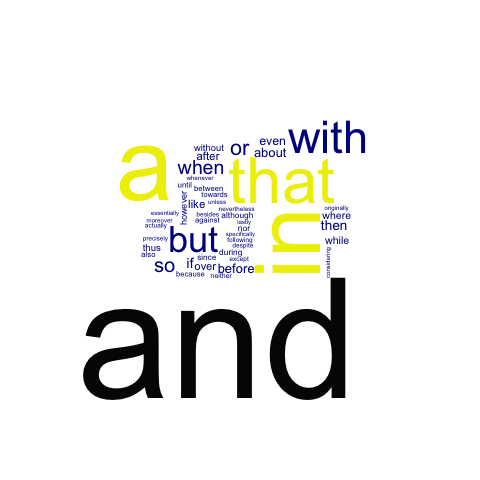 with
even
or
about
without
after
a
when
that
whenever
until
between
towards
like
unless
however
originally
nevertheless
essentially
besides
although
where
moreover
against
lastly
actually
nor
then
but
specifically
precisely
following
while
in
thus
despite
also
during
since
except
so
if
over
before
because
neither
considering
and